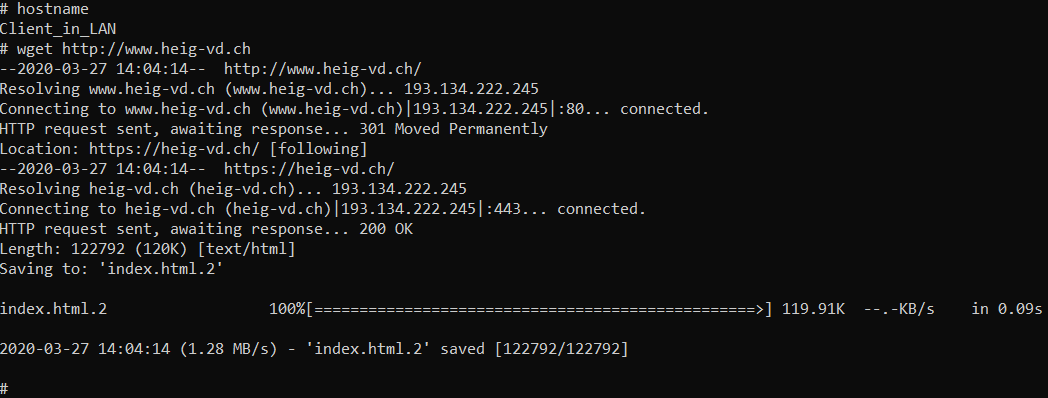 # hostname
Client_in_LAN
# wget http://www.heig-vd.ch
--2020-03-27 14:04:14--  http://www.heig-vd.ch/
Resolving www.heig-vd.ch (www.heig-vd.ch)... 193.134.222.245
Connecting to www.heig-vd.ch (www.heig-vd.ch)|193.134.222.245|:80... connected.
HTTP request sent, awaiting response... 301 Moved Permanently
Location: https://heig-vd.ch/ [following]
--2020-03-27 14:04:14--  https://heig-vd.ch/
Resolving heig-vd.ch (heig-vd.ch)... 193.134.222.245
Connecting to heig-vd.ch (heig-vd.ch)|193.134.222.245|:443... connected.
HTTP request sent, awaiting response... 200 OK
Length: 122792 (120K) [text/html]
Saving to: 'index.html.2'
index.html.2                  100%[=================================================>] 119.91K  --.-KB/s    in 0.09s
2020-03-27 14:04:14 (1.28 MB/s) - 'index.html.2' saved [122792/122792]
#